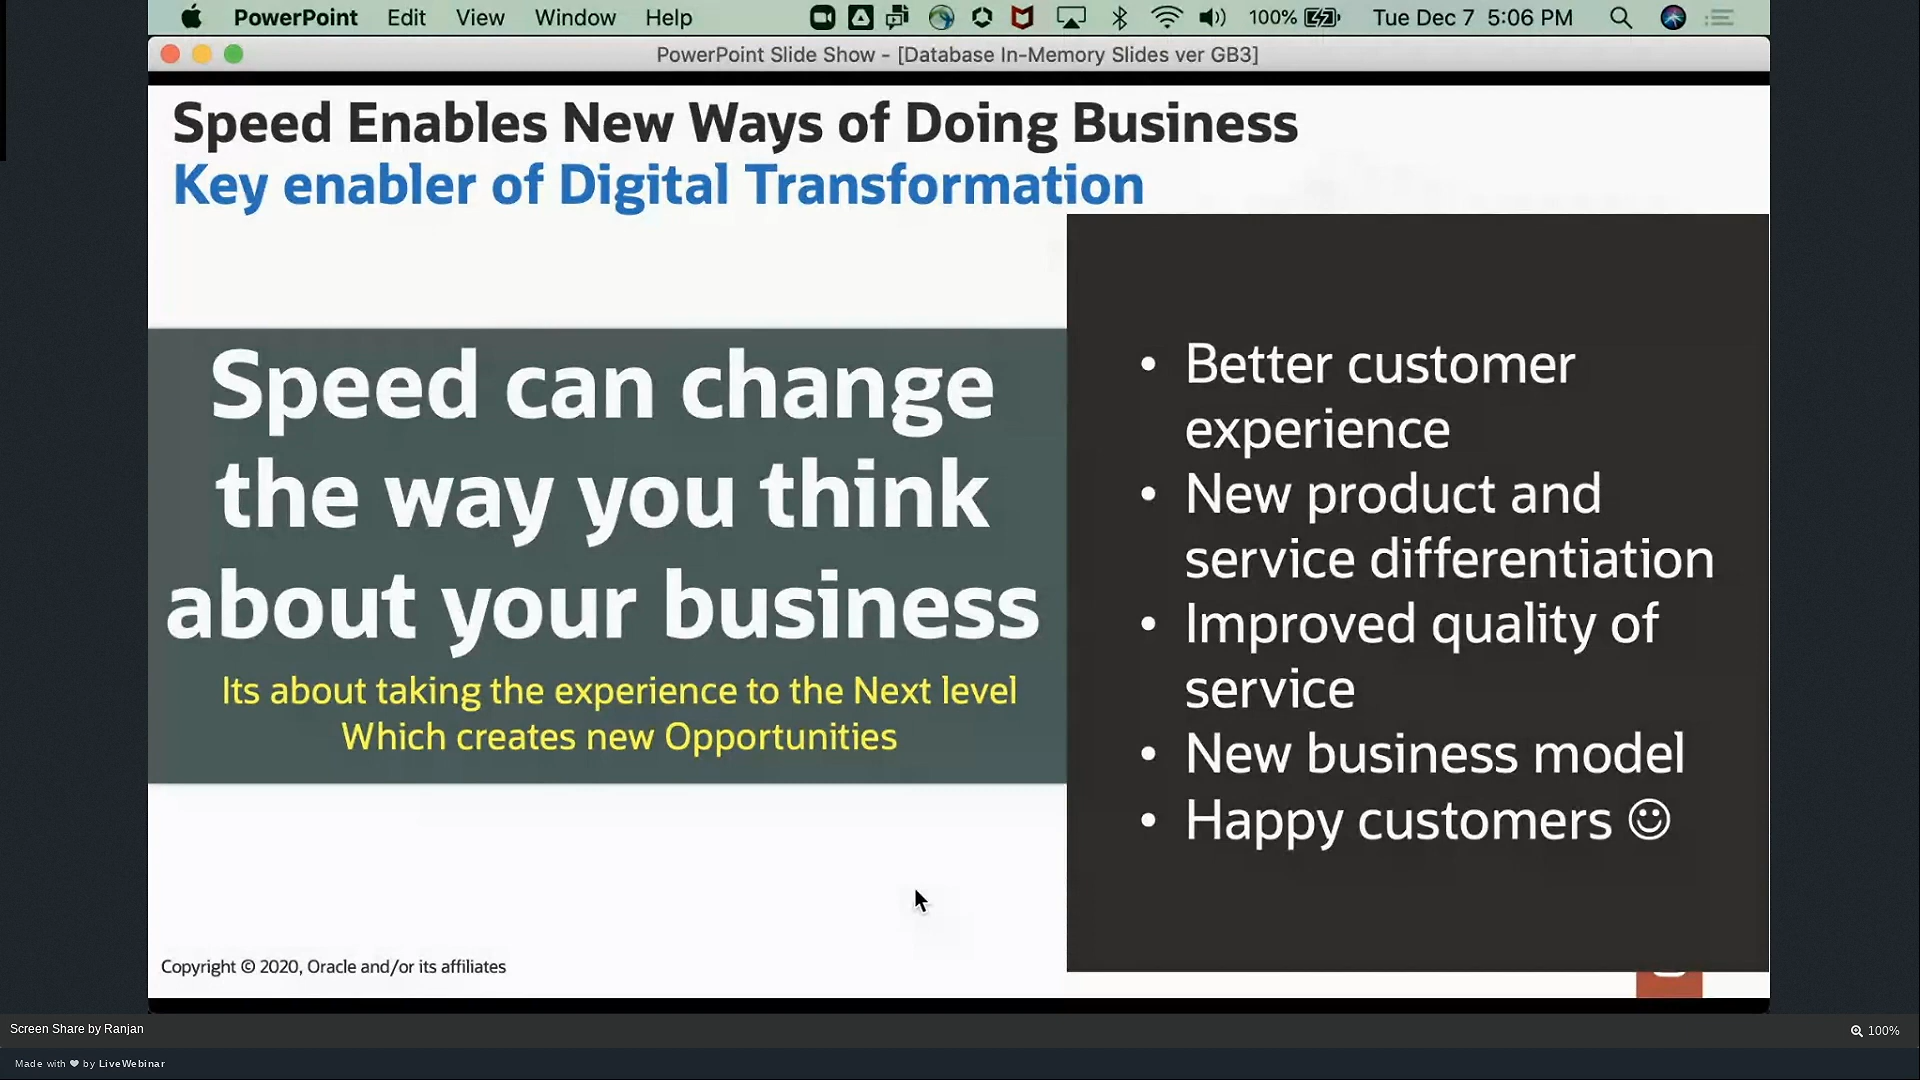 PowerPoint Edit View Window Help 100% Tue Dec 7 5:06 PM
PowerPoint Slide Show - [Database In-Memory Slides ver GB3]
Speed Enables New Ways of Doing Business
Key enabler of Digital Transformation
Speed can change
the way you think
about your business
Its about taking the experience to the Next level
Which creates new Opportunities
• Better customer
experience
• New product and
service differentiation
• Improved quality of
service
• New business model
• Happy customers ☺
Copyright © 2020, Oracle and/or its affiliates
Screen Share by Ranjan
100%
Made with ♥ by LiveWebinar